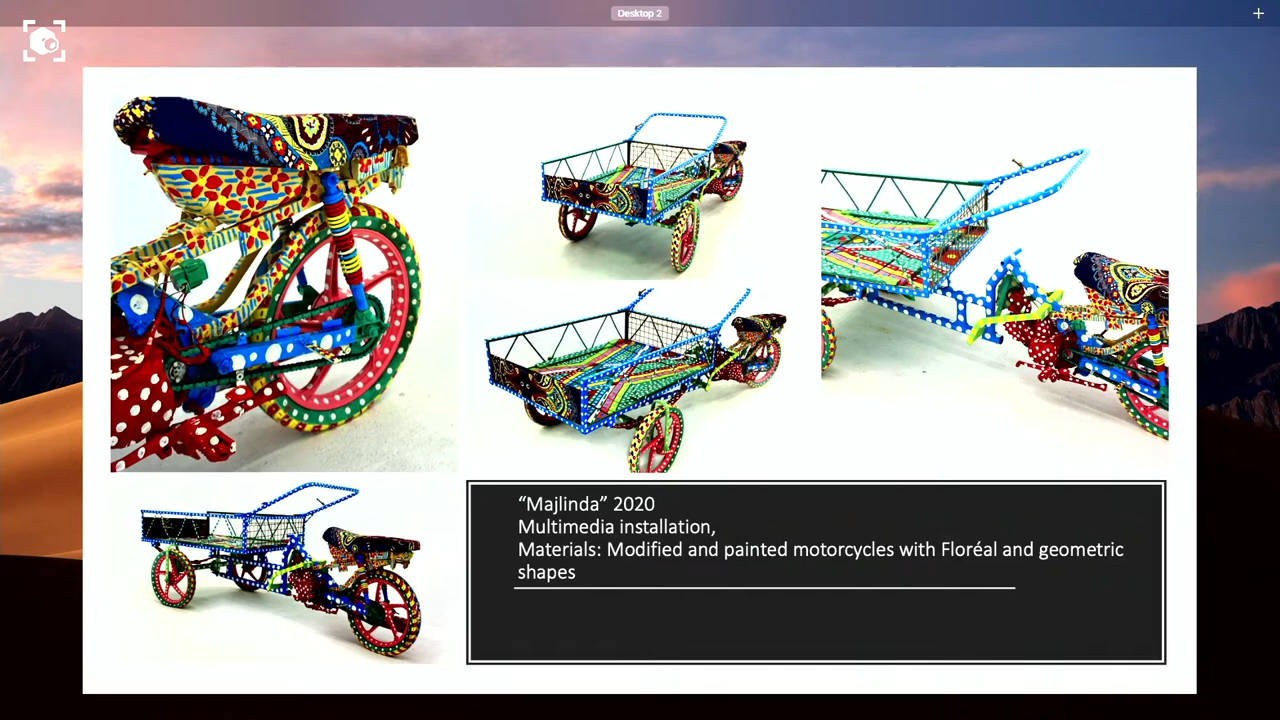 Desktop 2
“Majlinda” 2020
Multimedia installation,
Materials: Modified and painted motorcycles with Floréal and geometric
shapes